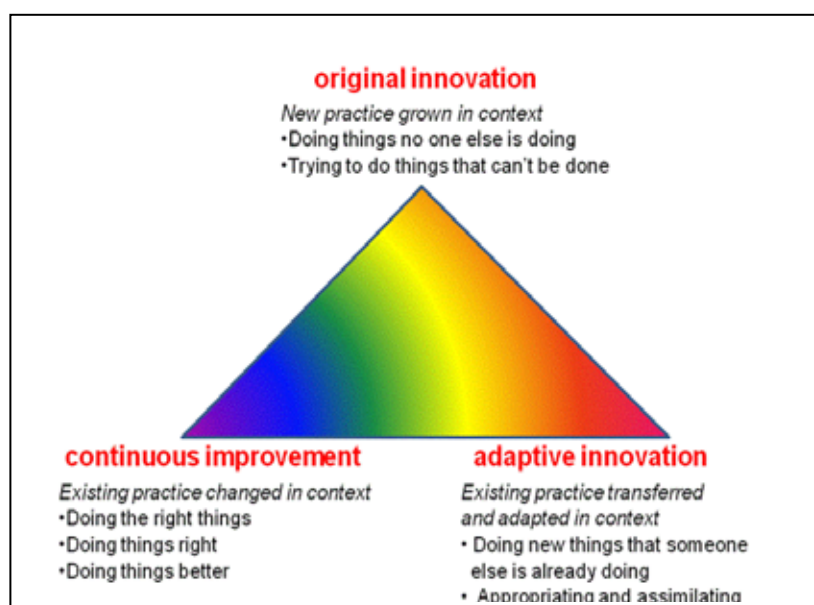 original innovation
New practice grown in context
•Doing things no one else is doing
•Trying to do things that can't be done
continuous improvement
Existing practice changed in context
•Doing the right things
•Doing things right
•Doing things better
adaptive innovation
Existing practice transferred
and adapted in context
• Doing new things that someone
else is already doing
• Appropriating and assimilating